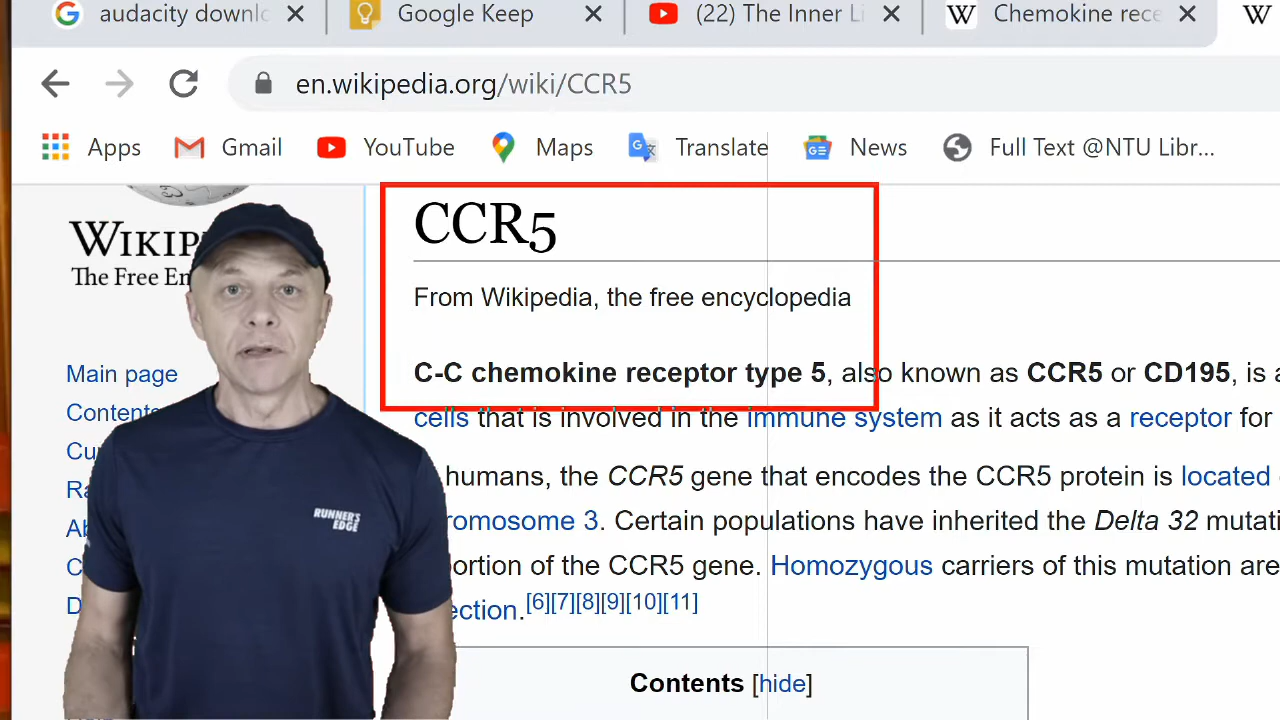 audacity downlo
Google Keep
(22) The Inner Li
Chemokine rece
en.wikipedia.org/wiki/CCR5
Apps
Gmail
YouTube
Maps
Translate
News
Full Text @NTU Libr...
WIKIP
The Free En
CCR5
From Wikipedia, the free encyclopedia
C-C chemokine receptor type 5, also known as CCR5 or CD195, is a
cells that is involved in the immune system as it acts as a receptor for
humans, the CCR5 gene that encodes the CCR5 protein is located
romosome 3. Certain populations have inherited the Delta 32 mutati
ortion of the CCR5 gene. Homozygous carriers of this mutation are
ection.[6][7][8][9][10][11]
Main page
Contents
Cu
Ra
Ab
C
D
RUNNER'S
EDGE
Contents [hide]